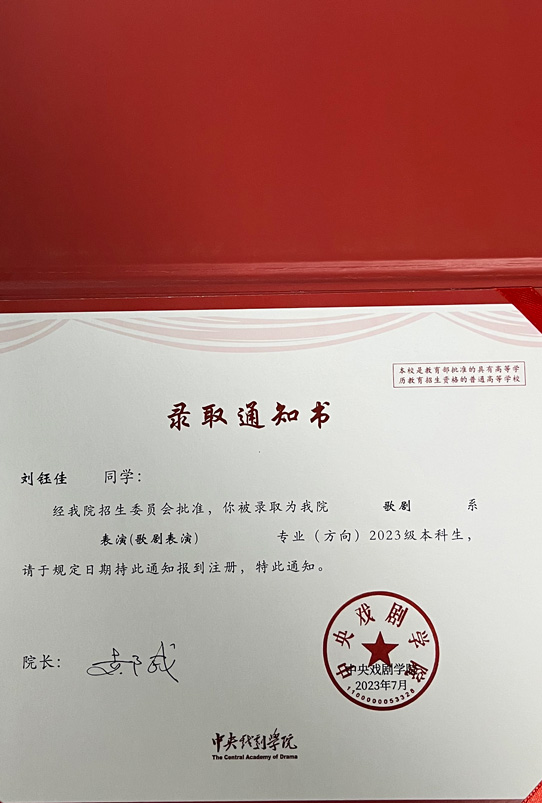 本校是教育部批准的具有高等学
历教育招生资格的普通高等学校
录取通知书
刘钰佳 同学：
经我院招生委员会批准，你被录取为我院 歌剧 系
表演(歌剧表演) 专业（方向）2023级本科生，
请于规定日期持此通知报到注册，特此通知。
院长：
中央戏剧学院
中央戏剧学院
2023年7月
1100000053328
中央戏剧学院
The Central Academy of Drama